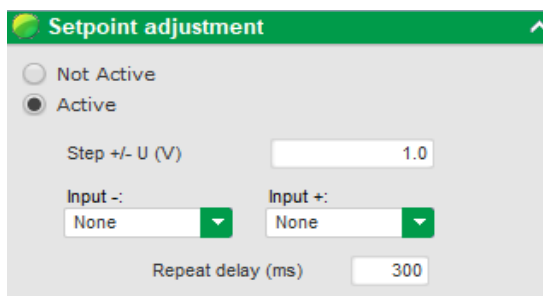 Setpoint adjustment
Not Active
Active
Step +/- U (V) 1.0
Input -: Input +:
None None
Repeat delay (ms) 300